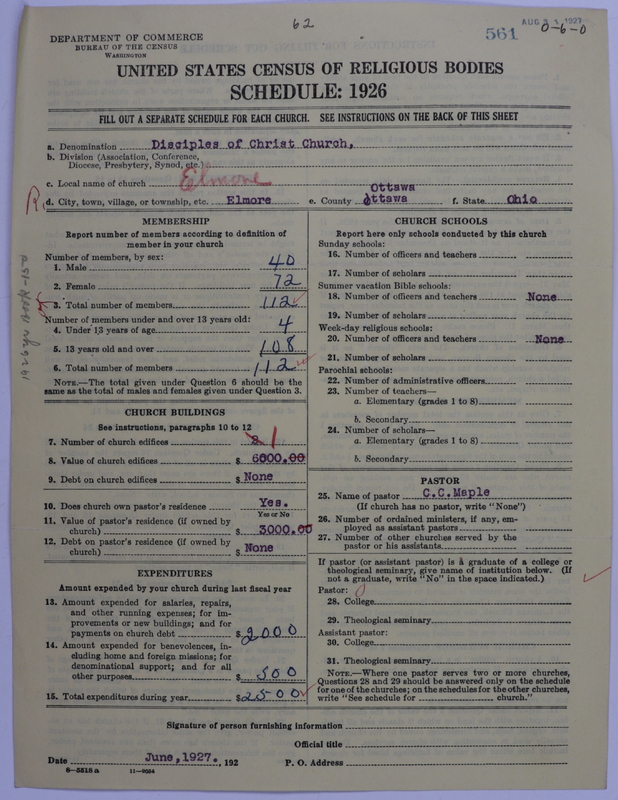 62
561
AUG 31 1927
0-6-0
DEPARTMENT OF COMMERCE
BUREAU OF THE CENSUS
WASHINGTON
UNITED STATES CENSUS OF RELIGIOUS BODIES
SCHEDULE: 1926
FILL OUT A SEPARATE SCHEDULE FOR EACH CHURCH. SEE INSTRUCTIONS ON THE BACK OF THIS SHEET
a. Denomination Disciples of Christ Church,
b. Division (Association, Conference,
Diocese, Presbytery, Synod, etc.)
c. Local name of church Elmore
R. d. City, town, village, or township, etc. Elmore e. County Ottawa Ottawa f. State Ohio
MEMBERSHIP
Report number of members according to definition of
member in your church
Number of members, by sex:
1. Male 40
2. Female 72
3. Total number of members 112
Number of members under and over 13 years old:
4. Under 13 years of age 4
5. 13 years old and over 108
6. Total number of members 112
NOTE.—The total given under Question 6 should be the
same as the total of males and females given under Question 3.
CHURCH BUILDINGS
See instructions, paragraphs 10 to 12
7. Number of church edifices 2 1
8. Value of church edifices $ 6000.00
9. Debt on church edifices $ None
10. Does church own pastor's residence Yes.
Yes or No
11. Value of pastor's residence (if owned by
church) $ 3000.00
12. Debt on pastor's residence (if owned by
church) $ None
EXPENDITURES
Amount expended by your church during last fiscal year
13. Amount expended for salaries, repairs,
and other running expenses; for im-
provements or new buildings; and for
payments on church debt $ 2000
14. Amount expended for benevolences, in-
cluding home and foreign missions; for
denominational support; and for all
other purposes $ 500
15. Total expenditures during year $ 2500
CHURCH SCHOOLS
Report here only schools conducted by this church
Sunday schools:
16. Number of officers and teachers
17. Number of scholars
Summer vacation Bible schools:
18. Number of officers and teachers None
19. Number of scholars
Week-day religious schools:
20. Number of officers and teachers None
21. Number of scholars
Parochial schools:
22. Number of administrative officers
23. Number of teachers—
a. Elementary (grades 1 to 8)
b. Secondary
24. Number of scholars—
a. Elementary (grades 1 to 8)
b. Secondary
PASTOR
25. Name of pastor C.C.Maple
(If church has no pastor, write "None")
26. Number of ordained ministers, if any, em-
ployed as assistant pastors
27. Number of other churches served by the
pastor or his assistants
If pastor (or assistant pastor) is a graduate of a college or
theological seminary, give name of institution below. (If
not a graduate, write "No" in the space indicated.)
Pastor:
28. College
29. Theological seminary
Assistant pastor:
30. College
31. Theological seminary
NOTE.—Where one pastor serves two or more churches,
Questions 28 and 29 should be answered only on the schedule
for one of the churches; on the schedules for the other churches,
write "See schedule for church."
Signature of person furnishing information
Official title
Date June,1927. , 192 P. O. Address
8—5518 a 11—9554